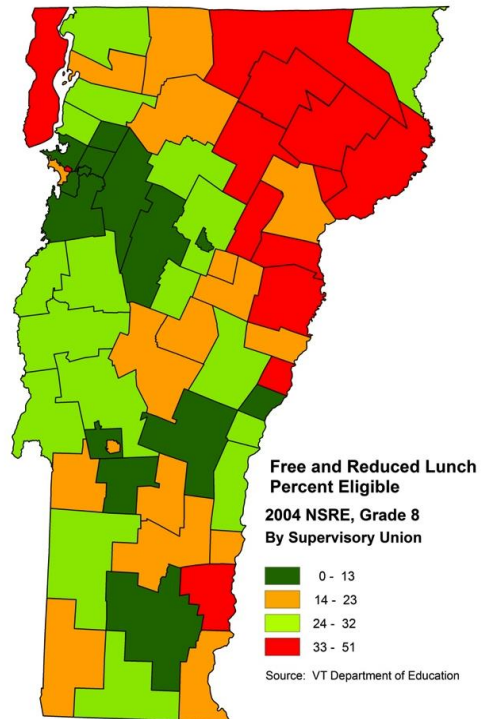 Free and Reduced Lunch
Percent Eligible
2004 NSRE, Grade 8
By Supervisory Union
0 - 13
14 - 23
24 - 32
33 - 51
Source: VT Department of Education